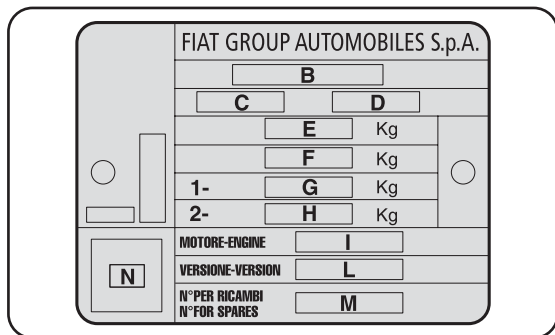 FIAT GROUP AUTOMOBILES S.p.A.
B
C D
E Kg
F Kg
1- G Kg
2- H Kg
MOTORE-ENGINE I
VERSIONE-VERSION L
N
N°PER RICAMBI
N°FOR SPARES M